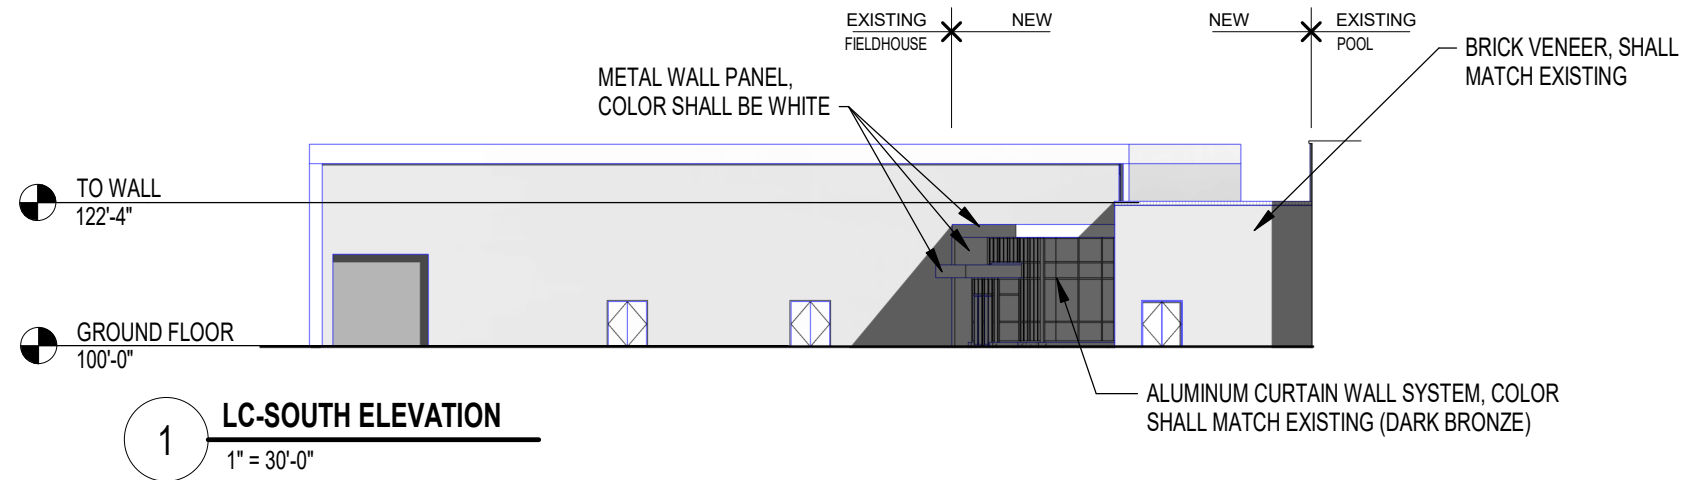 EXISTING NEW NEW EXISTING
FIELDHOUSE POOL
BRICK VENEER, SHALL
MATCH EXISTING
METAL WALL PANEL,
COLOR SHALL BE WHITE
TO WALL
122'-4"
GROUND FLOOR
100'-0"
ALUMINUM CURTAIN WALL SYSTEM, COLOR
SHALL MATCH EXISTING (DARK BRONZE)
1 LC-SOUTH ELEVATION
1" = 30'-0"